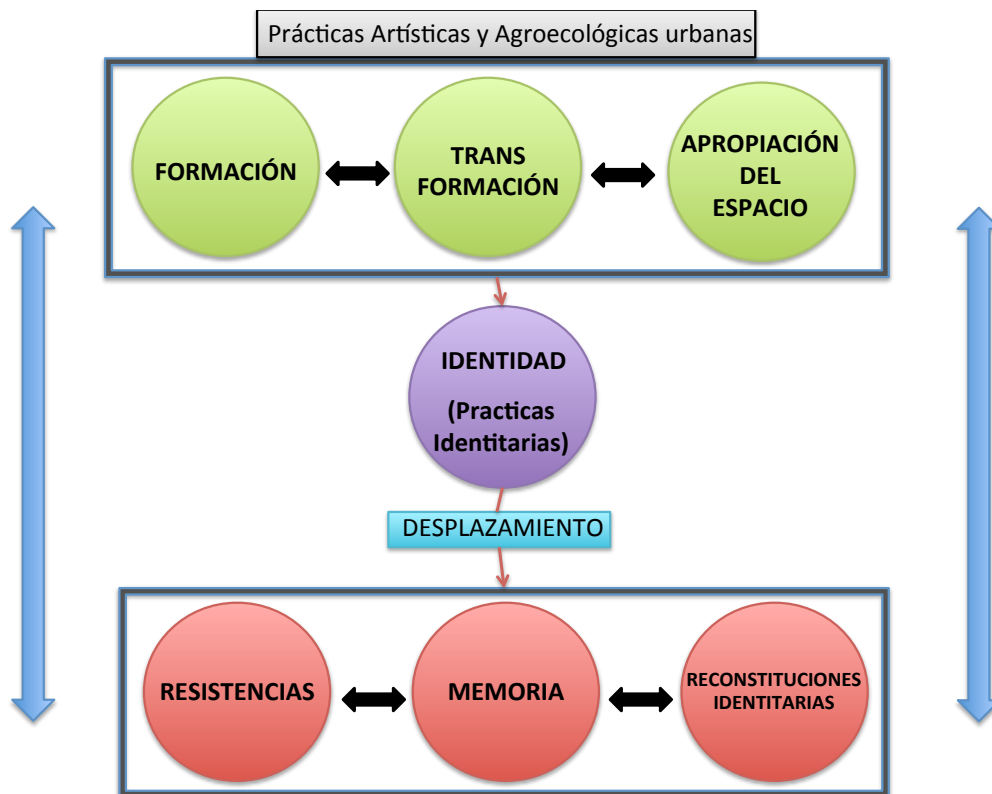 Prácticas Artísticas y Agroecológicas urbanas
FORMACIÓN
TRANS
FORMACIÓN
APROPIACIÓN
DEL
ESPACIO
IDENTIDAD
(Practicas
Identitarias)
DESPLAZAMIENTO
RESISTENCIAS
MEMORIA
RECONSTITUCIONES
IDENTITARIAS